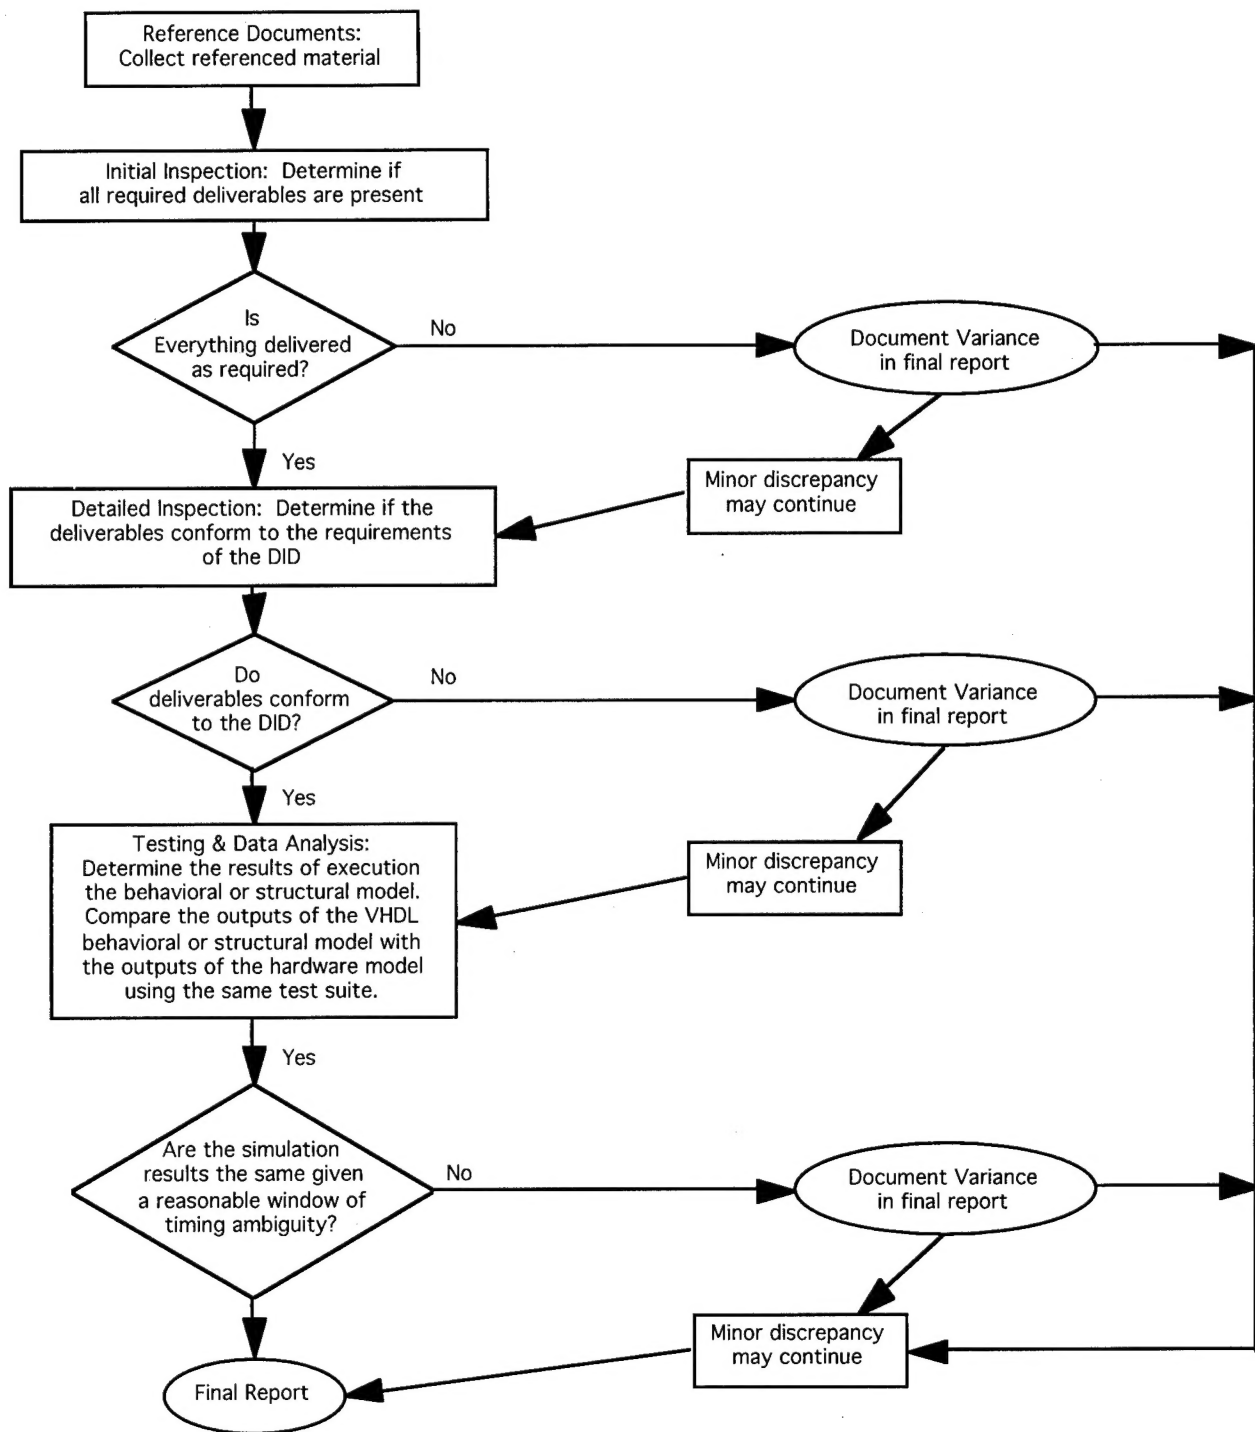 Reference Documents:
Collect referenced material
Initial Inspection:  Determine if
all required deliverables are present
Is
Everything delivered
as required?
No
Document Variance
in final report
Yes
Minor discrepancy
may continue
Detailed Inspection:  Determine if the
deliverables conform to the requirements
of the DID
Do
deliverables conform
to the DID?
No
Document Variance
in final report
Yes
Minor discrepancy
may continue
Testing & Data Analysis:
Determine the results of execution
the behavioral or structural model.
Compare the outputs of the VHDL
behavioral or structural model with
the outputs of the hardware model
using the same test suite.
Yes
Are the simulation
results the same given
a reasonable window of
timing ambiguity?
No
Document Variance
in final report
Minor discrepancy
may continue
Final Report